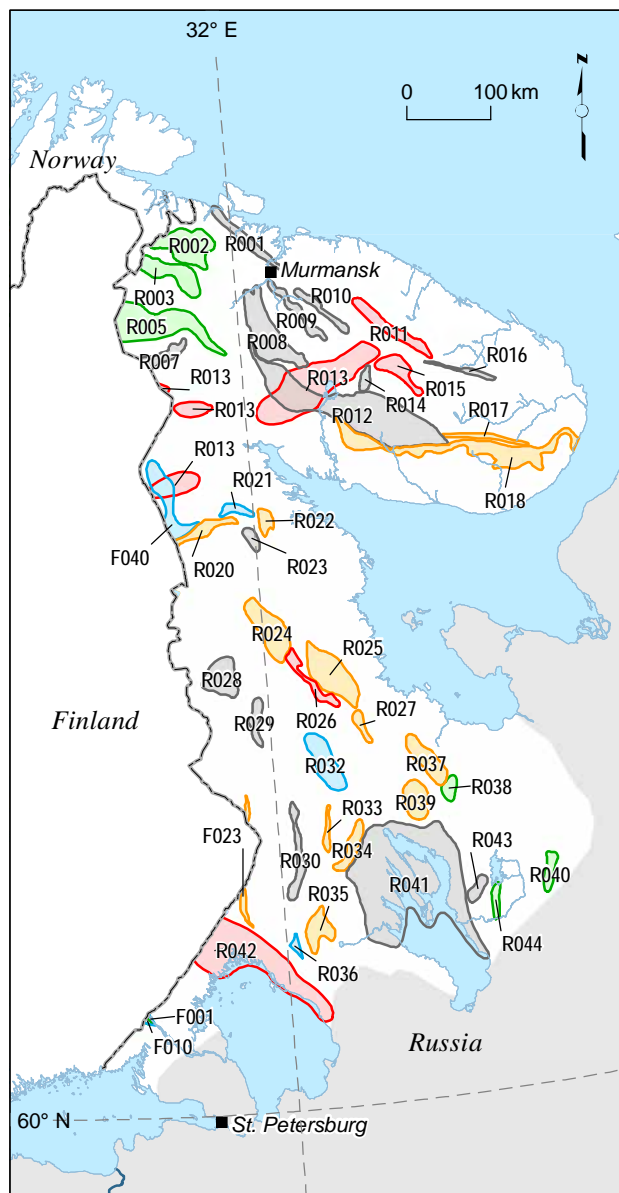 32° E
0
100 km
z
Norway
R002
R001
Murmansk
R003
R010
R005
R009
R011
R008
R007
R016
R013
R013
R015
R013
R014
R012
R017
R013
R021
R018
R022
F040
R020
R023
R024
R025
R028
R026
R027
R029
Finland
R032
R037
R038
R039
R033
F023
R034
R030
R043
R041
R040
R035
R042
R036
R044
F001
F010
Russia
60° N
St. Petersburg